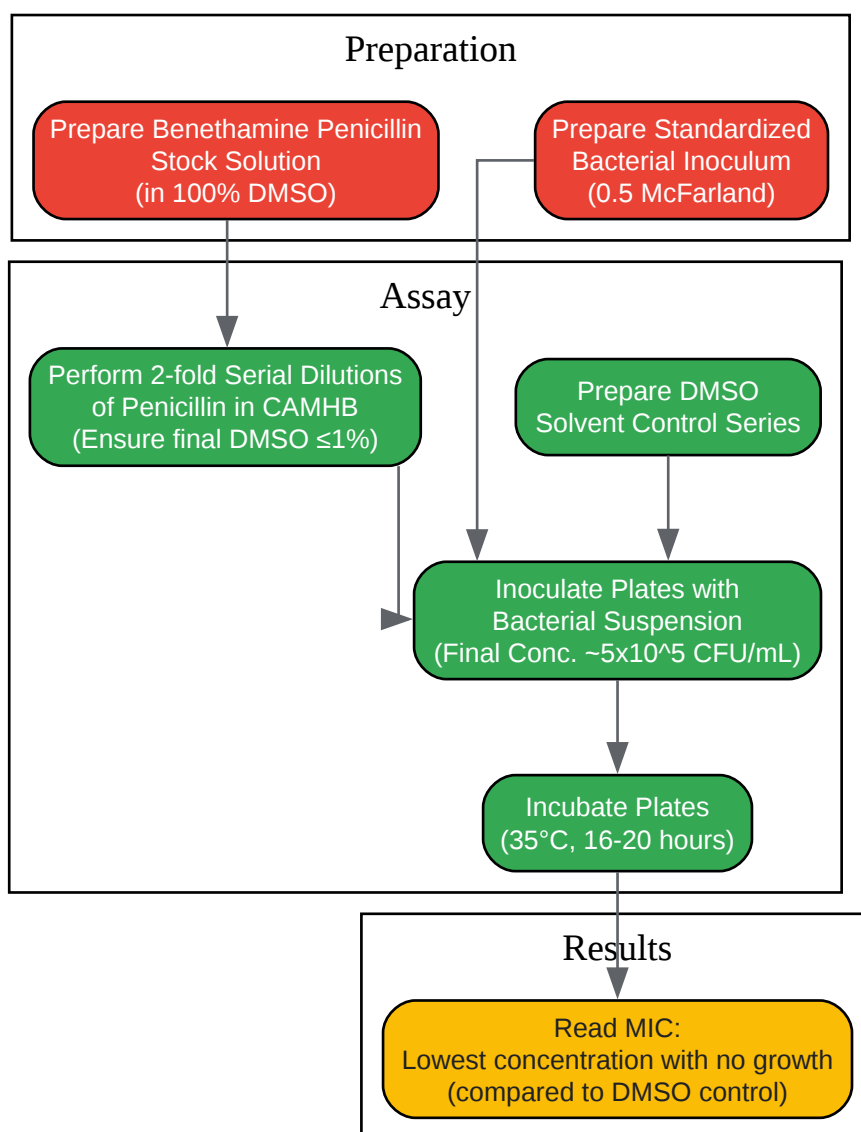 Preparation
Prepare Benethamine Penicillin
Stock Solution
(in 100% DMSO)
Prepare Standardized
Bacterial Inoculum
(0.5 McFarland)
Assay
Perform 2-fold Serial Dilutions
of Penicillin in CAMHB
(Ensure final DMSO ≤1%)
Prepare DMSO
Solvent Control Series
Inoculate Plates with
Bacterial Suspension
(Final Conc. ~5x10^5 CFU/mL)
Incubate Plates
(35°C, 16-20 hours)
Results
Read MIC:
Lowest concentration with no growth
(compared to DMSO control)